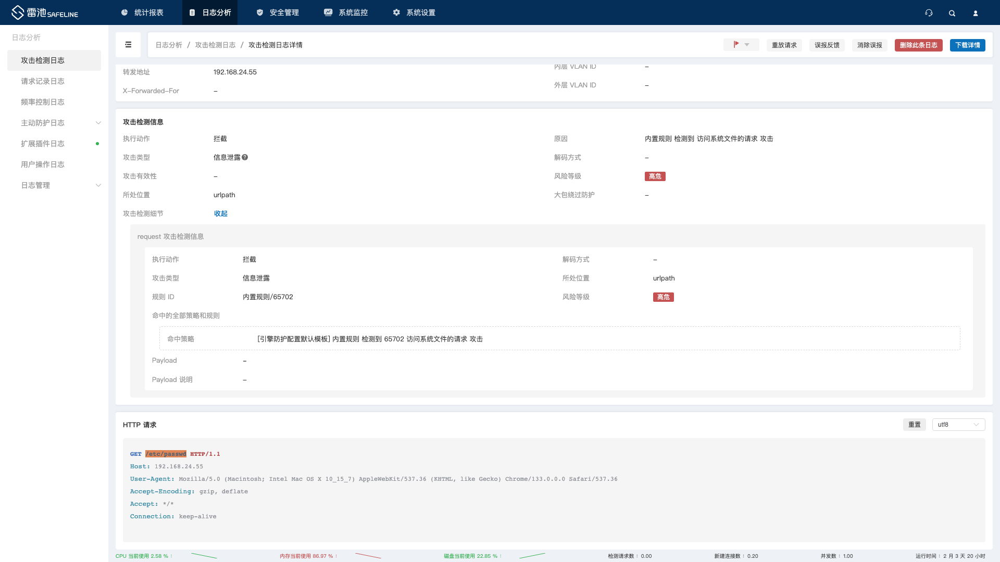 雷池 SAFELINE
统计报表
日志分析
安全管理
系统监控
系统设置
日志分析
攻击检测日志
请求记录日志
频率控制日志
主动防护日志
扩展插件日志
用户操作日志
日志管理
日志分析 / 攻击检测日志 / 攻击检测日志详情
重放请求
误报反馈
消除误报
删除此条日志
下载详情
转发地址 192.168.24.55
内层 VLAN ID –
X-Forwarded-For –
外层 VLAN ID –
攻击检测信息
执行动作 拦截
原因 内置规则 检测到 访问系统文件的请求 攻击
攻击类型 信息泄露
解码方式 –
攻击有效性 –
风险等级 高危
所处位置 urlpath
大包绕过防护 –
攻击检测细节 收起
request 攻击检测信息
执行动作 拦截
解码方式 –
攻击类型 信息泄露
所处位置 urlpath
规则 ID 内置规则/65702
风险等级 高危
命中的全部策略和规则
命中策略 [引擎防护配置默认模板] 内置规则 检测到 65702 访问系统文件的请求 攻击
Payload –
Payload 说明 –
HTTP 请求
重置
utf8
GET /etc/passwd HTTP/1.1
Host: 192.168.24.55
User-Agent: Mozilla/5.0 (Macintosh; Intel Mac OS X 10_15_7) AppleWebKit/537.36 (KHTML, like Gecko) Chrome/133.0.0.0 Safari/537.36
Accept-Encoding: gzip, deflate
Accept: */*
Connection: keep-alive
CPU 当前使用 2.58 % :
内存当前使用 86.97 % :
磁盘当前使用 22.85 % :
检测请求数 : 0.00
新建连接数 : 0.20
并发数 : 1.00
运行时间 : 2 月 3 天 20 小时